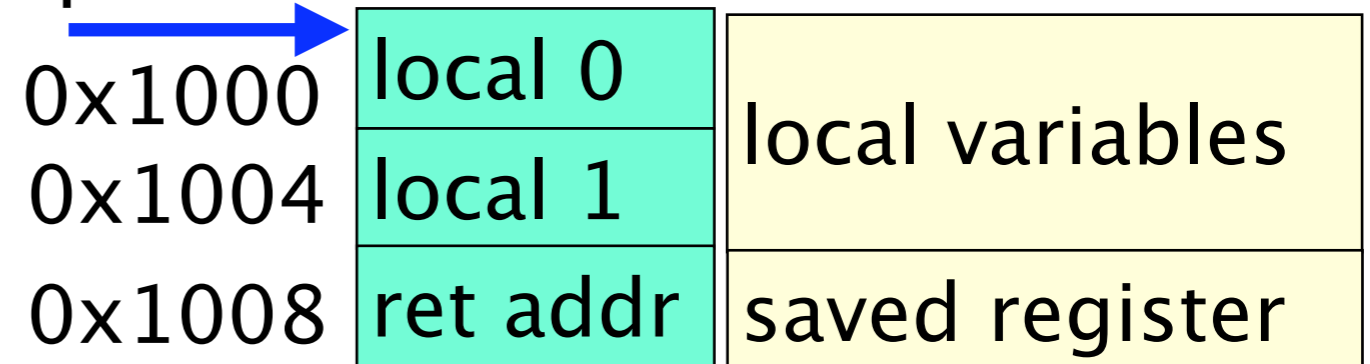 0x1000 local 0
local variables
0x1004 local 1
0x1008 ret addr saved register